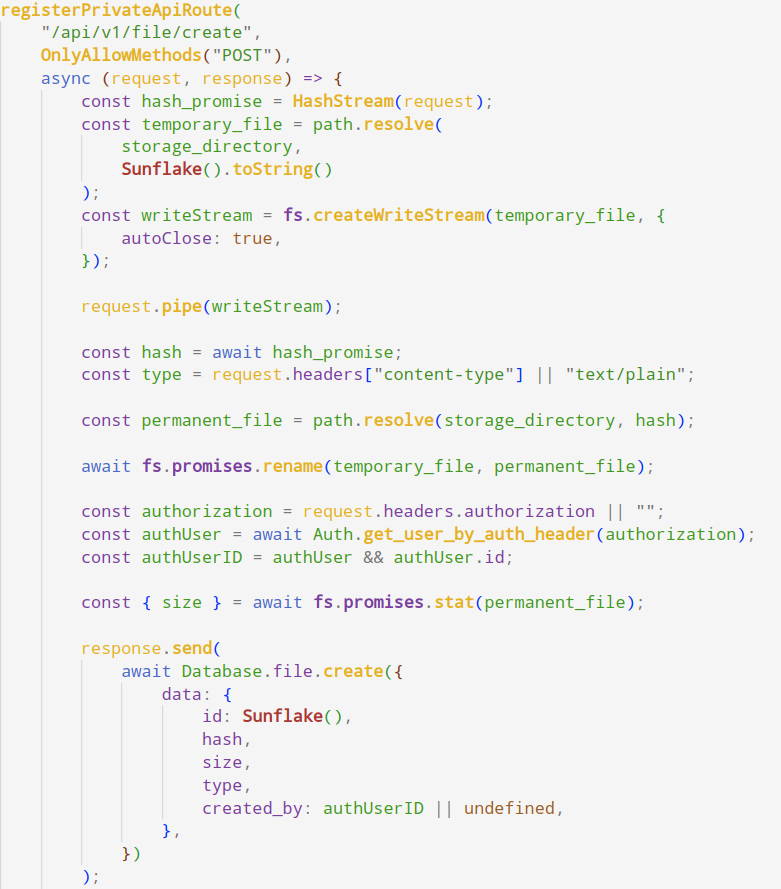 registerPrivateApiRoute(
    "/api/v1/file/create",
    OnlyAllowMethods("POST"),
    async (request, response) => {
        const hash_promise = HashStream(request);
        const temporary_file = path.resolve(
            storage_directory,
            Sunflake().toString()
        );
        const writeStream = fs.createWriteStream(temporary_file, {
            autoClose: true,
        });

        request.pipe(writeStream);

        const hash = await hash_promise;
        const type = request.headers["content-type"] || "text/plain";

        const permanent_file = path.resolve(storage_directory, hash);

        await fs.promises.rename(temporary_file, permanent_file);

        const authorization = request.headers.authorization || "";
        const authUser = await Auth.get_user_by_auth_header(authorization);
        const authUserID = authUser && authUser.id;

        const { size } = await fs.promises.stat(permanent_file);

        response.send(
            await Database.file.create({
                data: {
                    id: Sunflake(),
                    hash,
                    size,
                    type,
                    created_by: authUserID || undefined,
                },
            })
        );